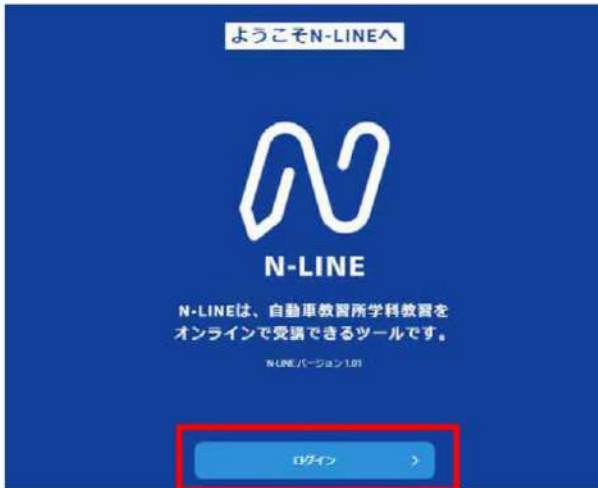 ようこそN-LINEへ
N-LINE
N-LINEは、自動車教習所学科教習を
オンラインで受講できるツールです。
N-LINEバージョン1.01
ログイン